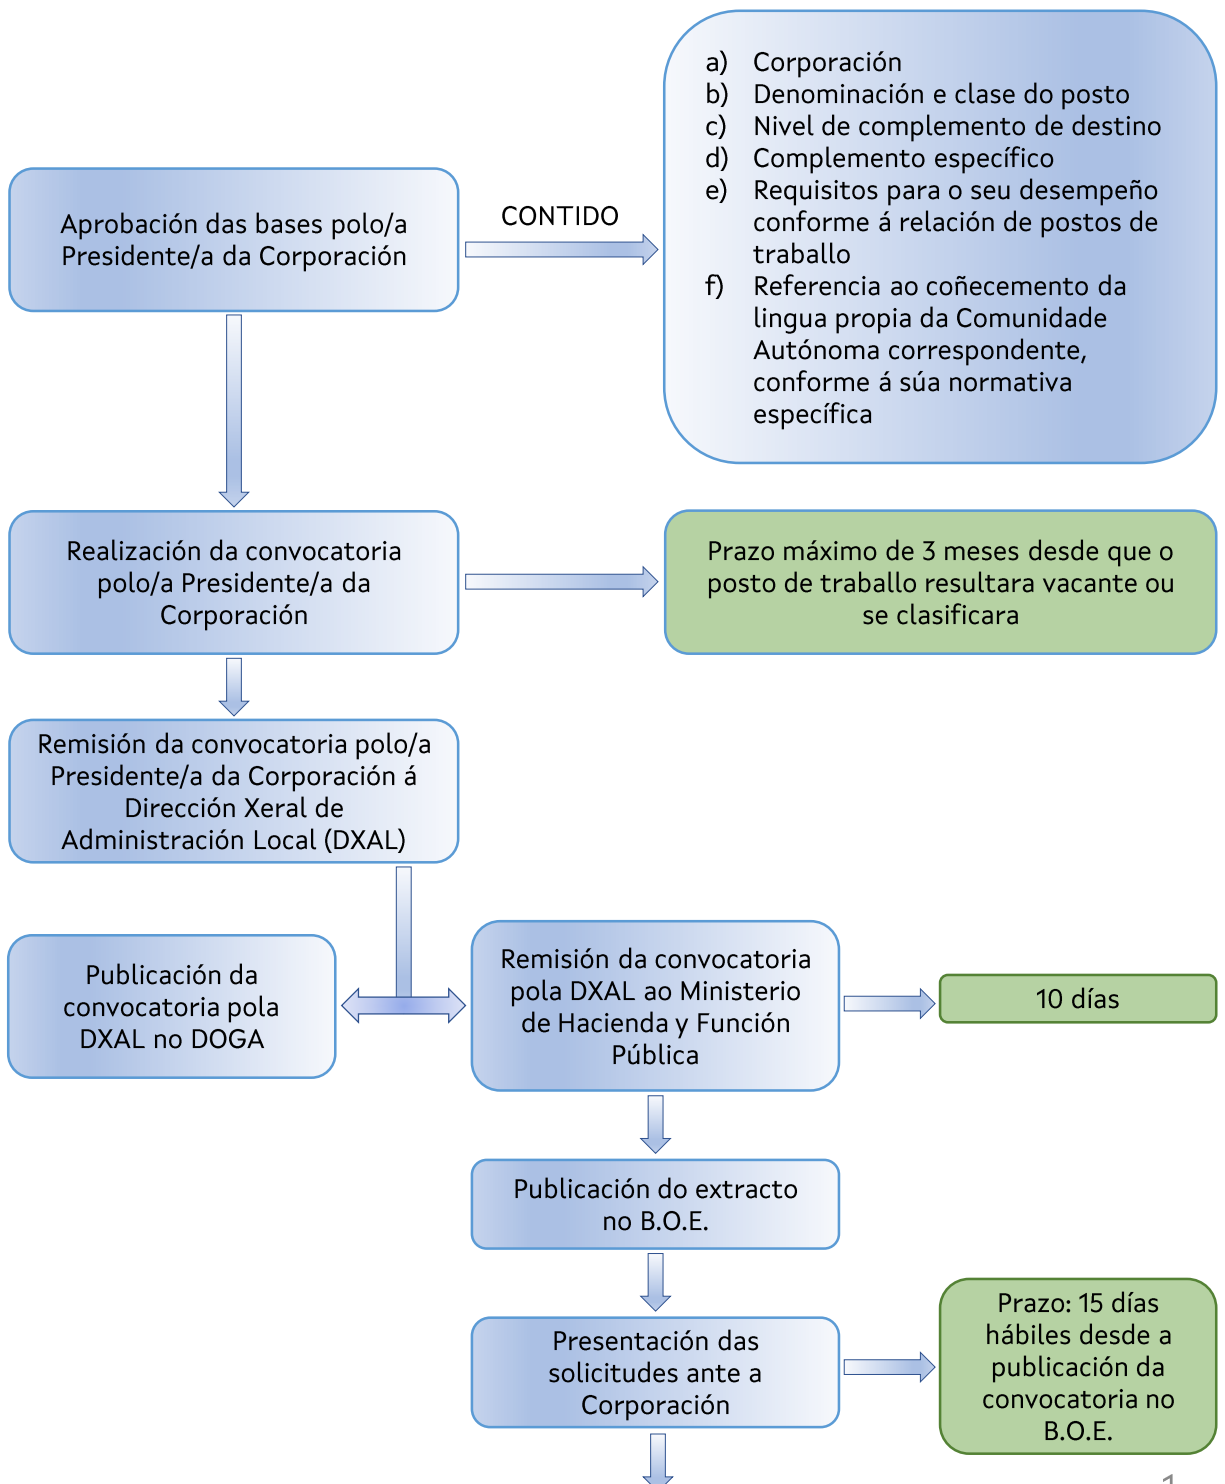 a) Corporación
b) Denominación e clase do posto
c) Nivel de complemento de destino
d) Complemento específico
e) Requisitos para o seu desempeño
conforme á relación de postos de
traballo
f) Referencia ao coñecemento da
lingua propia da Comunidade
Autónoma correspondente,
conforme á súa normativa
específica
Aprobación das bases polo/a
Presidente/a da Corporación
CONTIDO
Realización da convocatoria
polo/a Presidente/a da
Corporación
Prazo máximo de 3 meses desde que o
posto de traballo resultara vacante ou
se clasificara
Remisión da convocatoria polo/a
Presidente/a da Corporación á
Dirección Xeral de
Administración Local (DXAL)
Publicación da
convocatoria pola
DXAL no DOGA
Remisión da convocatoria
pola DXAL ao Ministerio
de Hacienda y Función
Pública
10 días
Publicación do extracto
no B.O.E.
Presentación das
solicitudes ante a
Corporación
Prazo: 15 días
hábiles desde a
publicación da
convocatoria no
B.O.E.